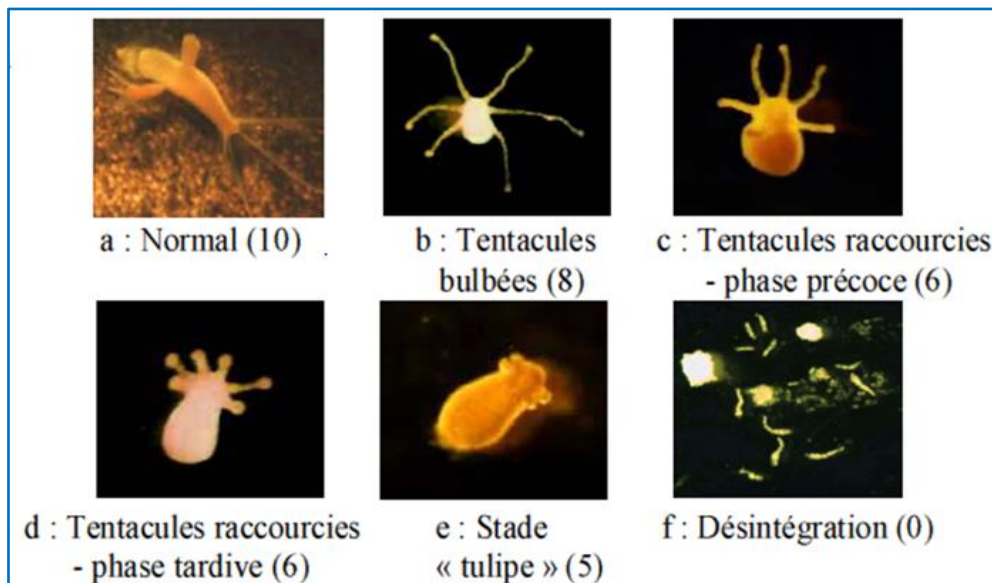 a : Normal (10)
b : Tentacules
bulbées (8)
c : Tentacules raccourcies
- phase précoce (6)
d : Tentacules raccourcies
- phase tardive (6)
e : Stade
« tulipe » (5)
f : Désintégration (0)